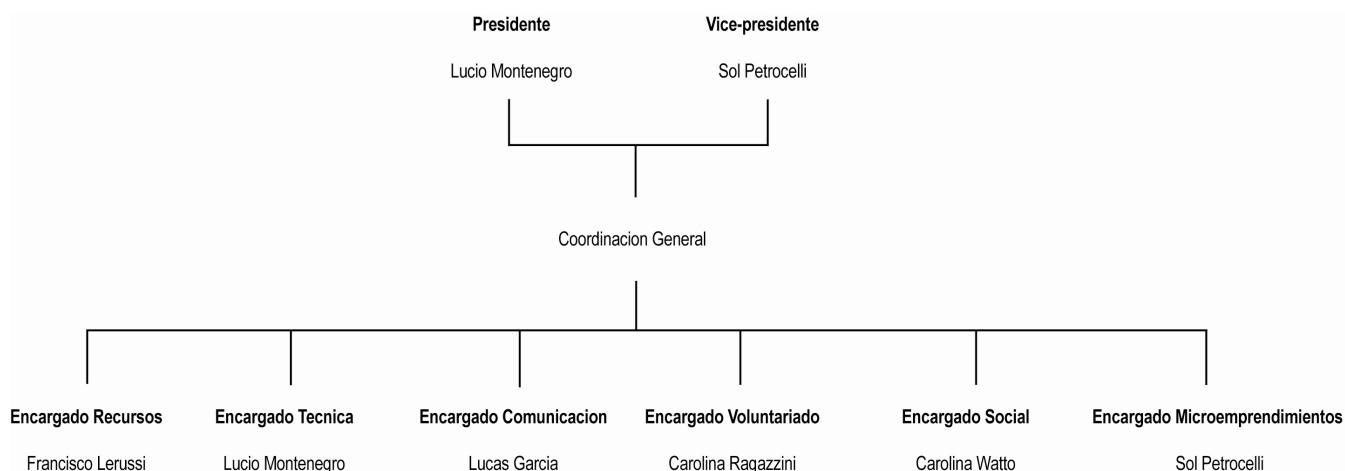 Presidente Vice-presidente
Lucio Montenegro Sol Petrocelli
Coordinacion General
Encargado Recursos Encargado Tecnica Encargado Comunicacion Encargado Voluntariado Encargado Social Encargado Microemprendimientos
Francisco Lerussi Lucio Montenegro Lucas Garcia Carolina Ragazzini Carolina Watto Sol Petrocelli